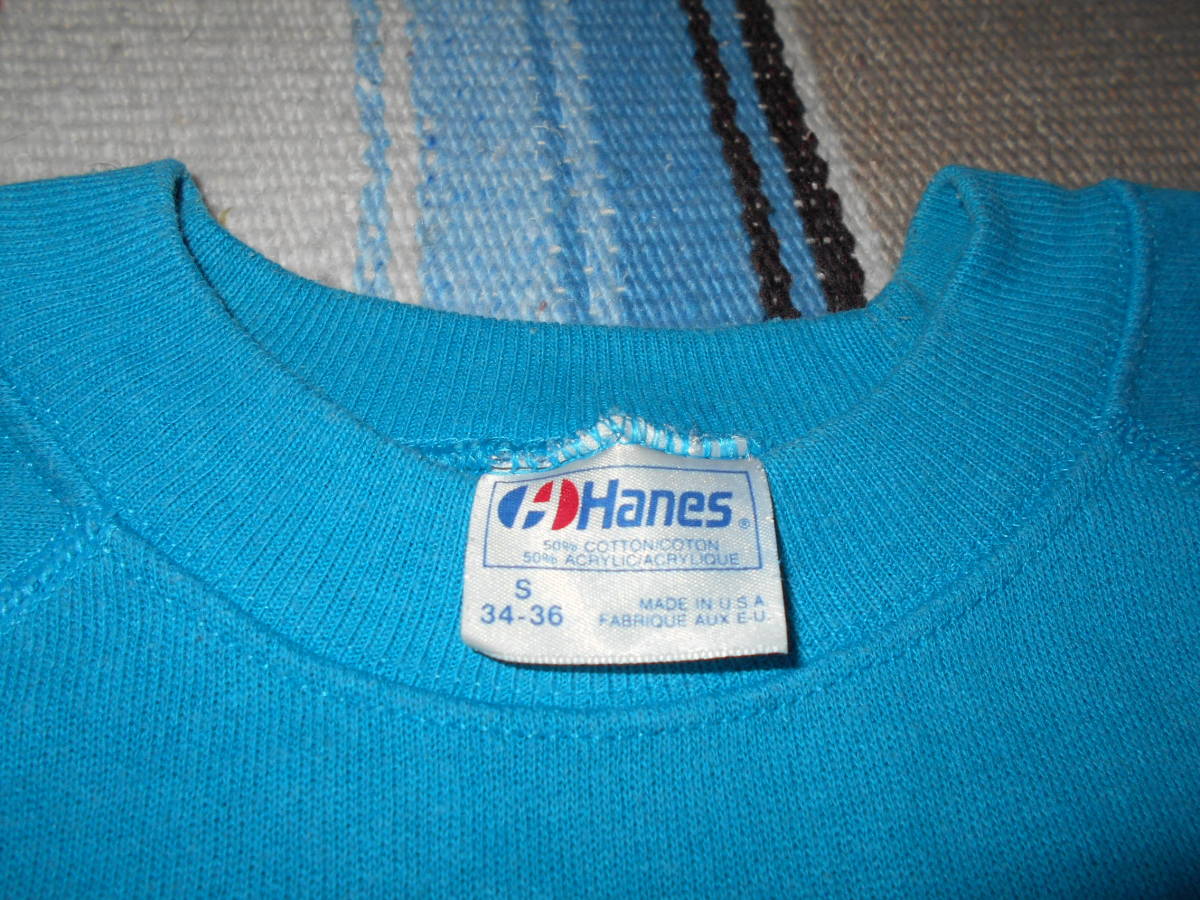 Hanes®
50% COTTON/COTON
50% ACRYLIC/ACRYLIQUE
S
34-36
MADE IN U.S.A.
FABRIQUE AUX E-U.